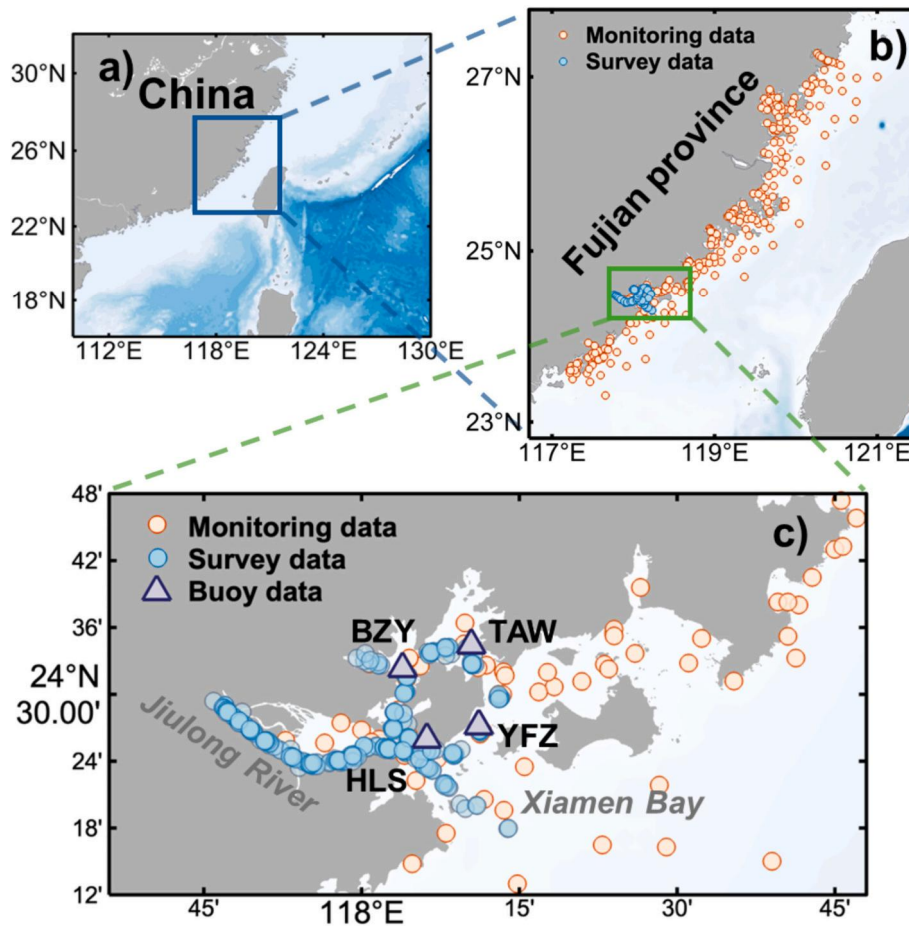 a)
China
30°N
26°N
22°N
18°N
112°E
118°E
124°E
130°E
Monitoring data
Survey data
b)
Fujian province
27°N
25°N
23°N
117°E
119°E
121°E
Monitoring data
Survey data
Buoy data
c)
48'
42'
36'
24°N
30.00'
24'
18'
12'
BZY
TAW
YFZ
HLS
Jiulong River
Xiamen Bay
45'
118°E
15'
30'
45'